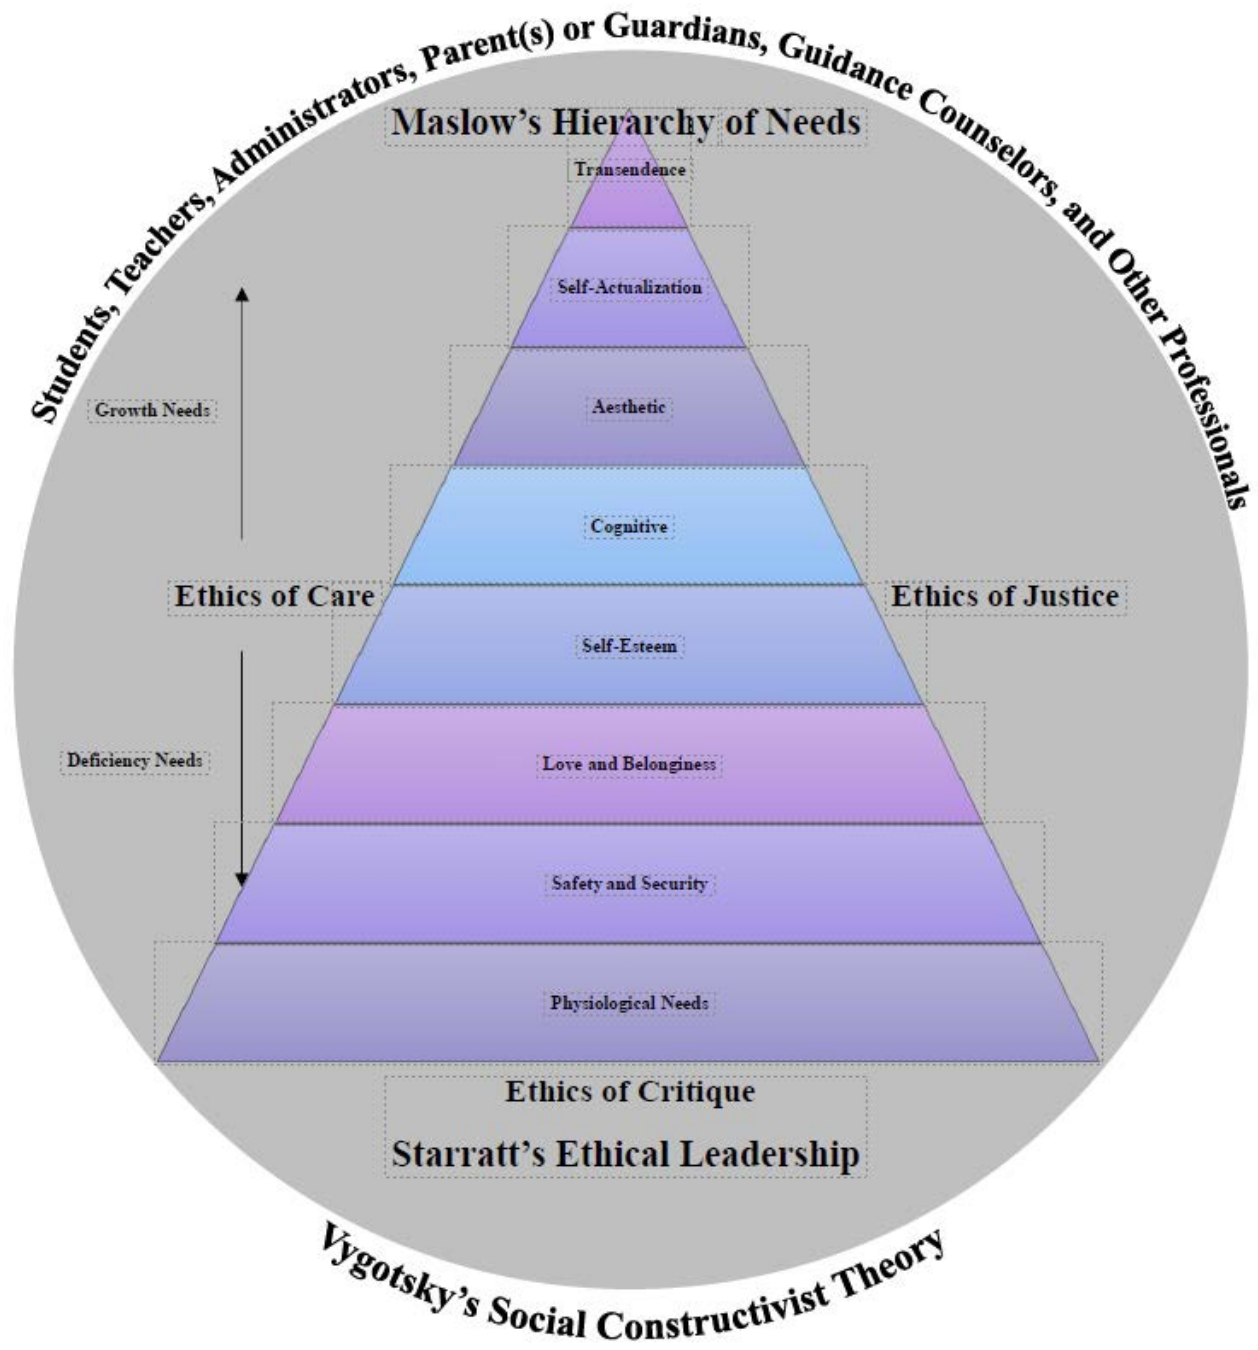 Students, Teachers, Administrators, Parent(s) or Guardians, Guidance Counselors, and Other Professionals
Maslow’s Hierarchy of Needs
Transendence
Self-Actualization
Aesthetic
Growth Needs
Cognitive
Ethics of Care
Ethics of Justice
Self-Esteem
Deficiency Needs
Love and Belonginess
Safety and Security
Physiological Needs
Ethics of Critique
Starratt’s Ethical Leadership
Vygotsky’s Social Constructivist Theory